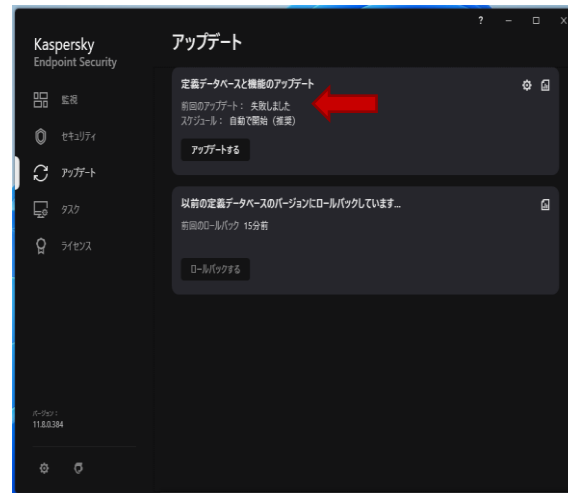 Kaspersky
Endpoint Security
監視
セキュリティ
アップデート
タスク
ライセンス
バージョン：
11.8.0.384
?
アップデート
定義データベースと機能のアップデート
前回のアップデート： 失敗しました
スケジュール： 自動で開始（推奨）
アップデートする
以前の定義データベースのバージョンにロールバックしています...
前回のロールバック 15分前
ロールバックする